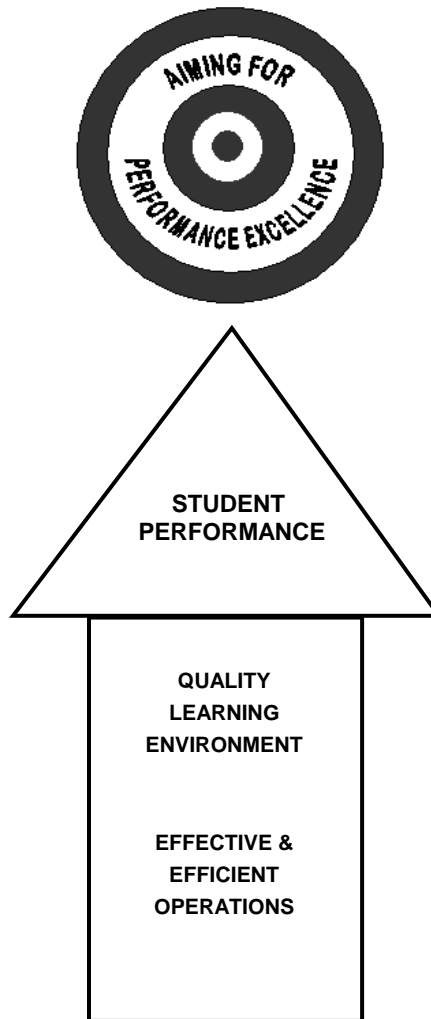 AIMING FOR
PERFORMANCE EXCELLENCE
STUDENT
PERFORMANCE
QUALITY
LEARNING
ENVIRONMENT
EFFECTIVE &
EFFICIENT
OPERATIONS